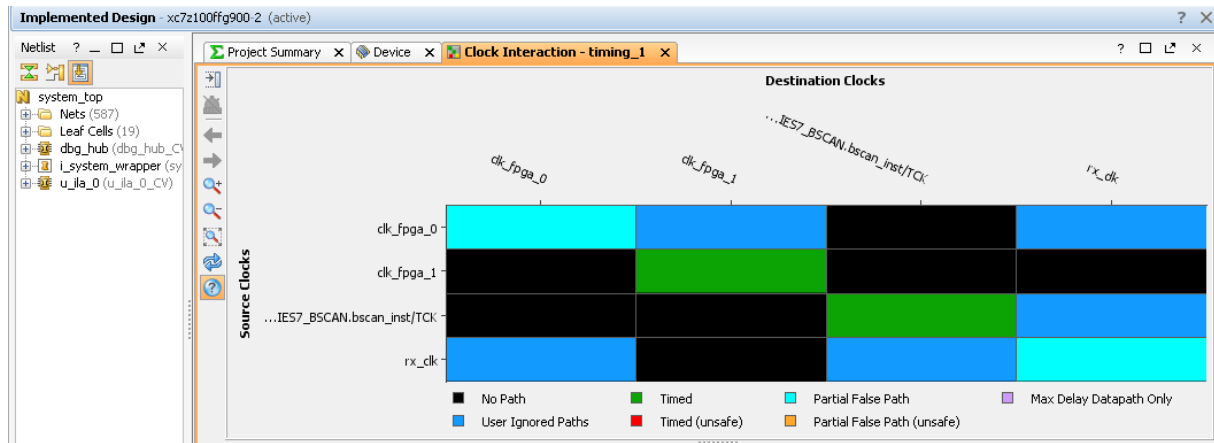 Implemented Design - xc7z100ffg900-2 (active)
Netlist
Project Summary
Device
Clock Interaction - timing_1
system_top
Nets (587)
Leaf Cells (19)
dbg_hub (dbg_hub_CV
i_system_wrapper (sy
u_ila_0 (u_ila_0_CV)
Destination Clocks
clk_fpga_0
clk_fpga_1
...IES7_BSCAN.bscan_inst/TCK
rx_clk
Source Clocks
clk_fpga_0
clk_fpga_1
...IES7_BSCAN.bscan_inst/TCK
rx_clk
No Path
Timed
Partial False Path
Max Delay Datapath Only
User Ignored Paths
Timed (unsafe)
Partial False Path (unsafe)